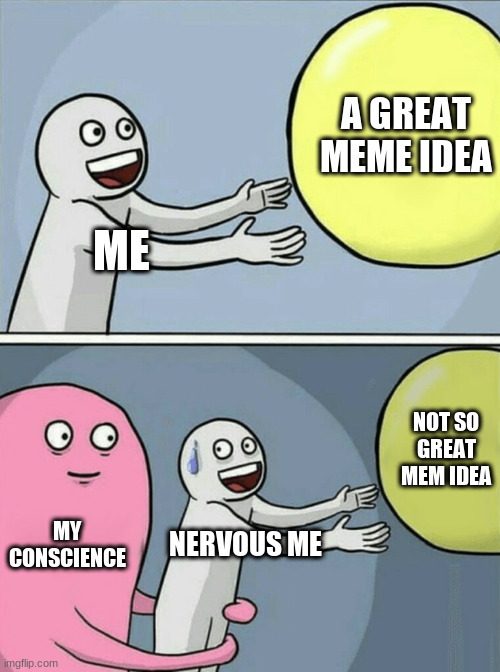 A GREAT
MEME IDEA
ME
NOT SO
GREAT
MEM IDEA
MY
CONSCIENCE
NERVOUS ME
imgflip.com